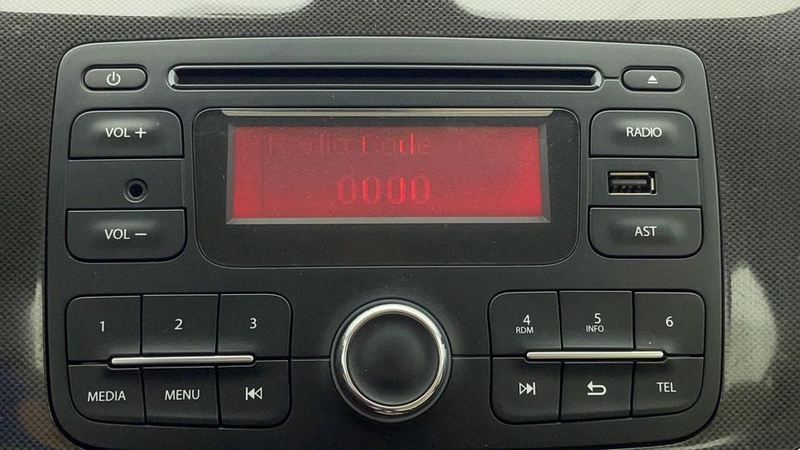 VOL +
RADIO
Radio Code
0000
VOL −
AST
1
2
3
4
RDM
5
INFO
6
MEDIA
MENU
TEL